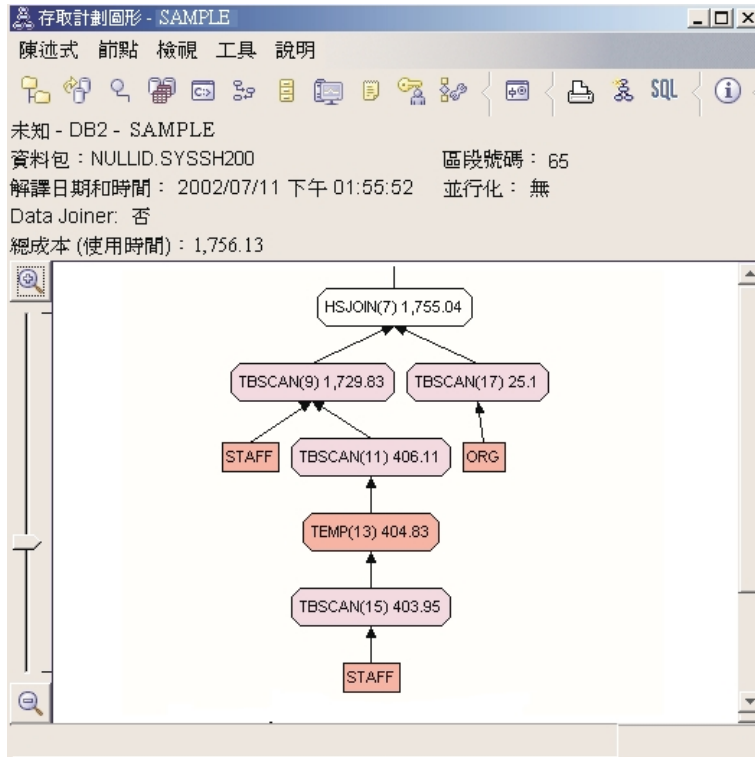 存取計劃圖形 - SAMPLE
陳述式 節點 檢視 工具 說明
SQL
未知 - DB2 - SAMPLE
資料包：NULLID.SYSSH200 區段號碼： 65
解譯日期和時間： 2002/07/11 下午 01:55:52 並行化： 無
Data Joiner: 否
總成本 (使用時間)：1,756.13
HSJOIN(7) 1,755.04
TBSCAN(9) 1,729.83 TBSCAN(17) 25.1
STAFF TBSCAN(11) 406.11 ORG
TEMP(13) 404.83
TBSCAN(15) 403.95
STAFF